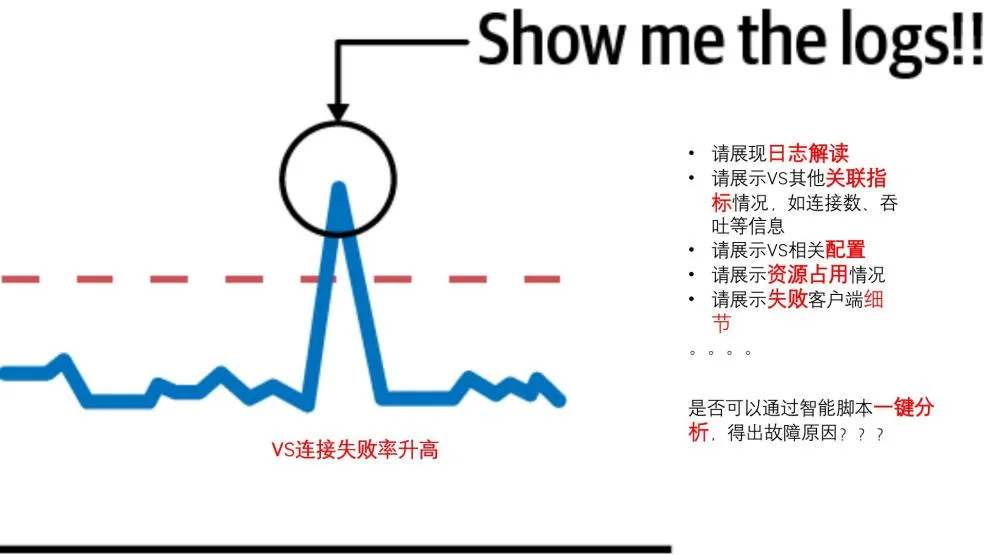 Show me the logs!!
• 请展现日志解读
• 请展示VS其他关联指
标情况，如连接数、吞
吐等信息
• 请展示VS相关配置
• 请展示资源占用情况
• 请展示失败客户端细
节
。。。。
是否可以通过智能脚本一键分
析，得出故障原因？？？
VS连接失败率升高